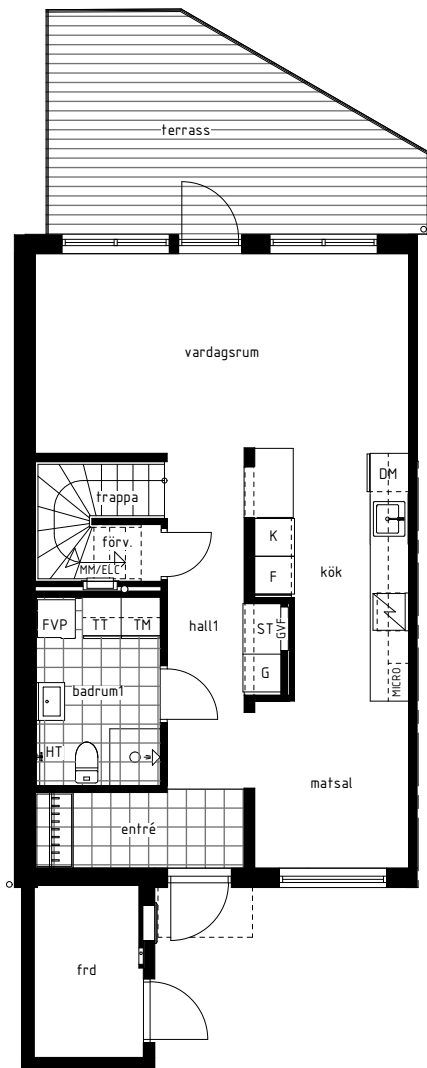 terrass
vardagsrum
trappa
DM
förv.
K
MM/ELC
F
kök
FVP
TT
TM
hall1
ST
GVF
G
badrum1
MICRO
HT
matsal
entré
frd